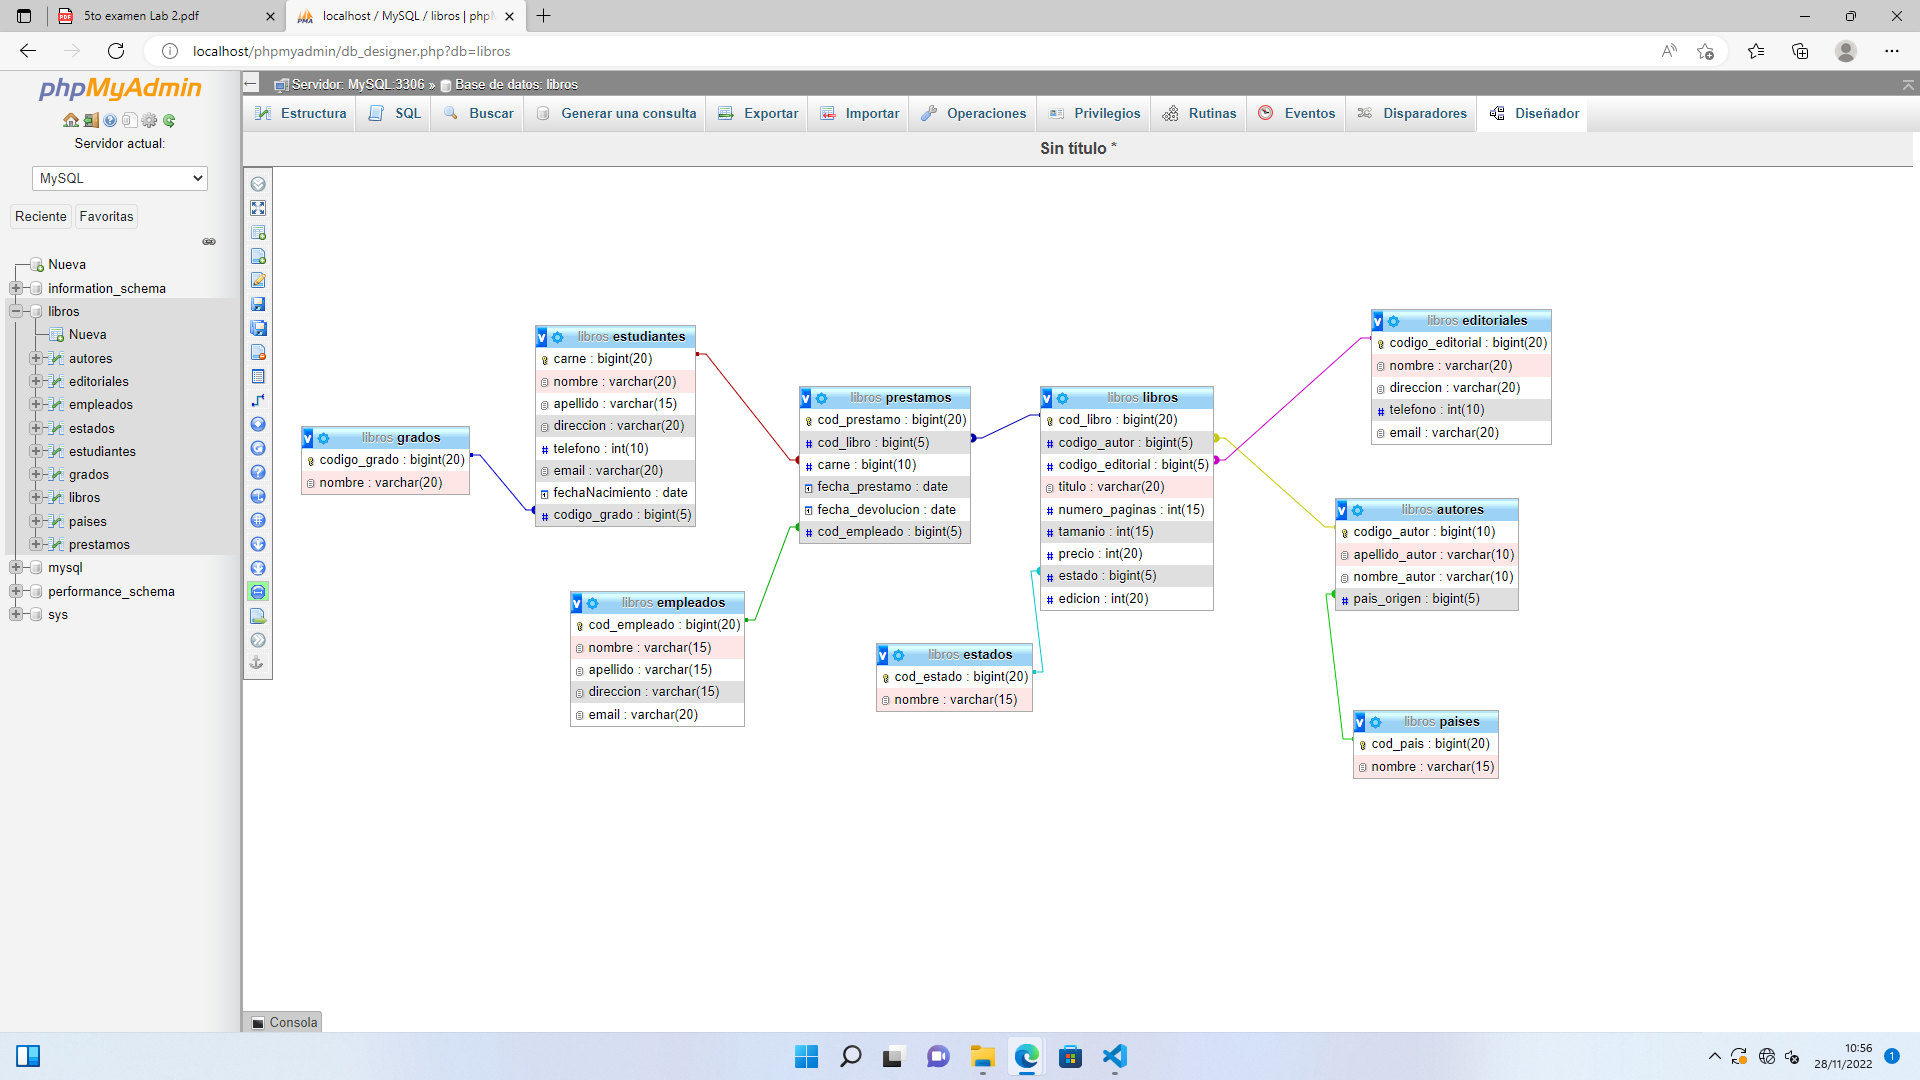 5to examen Lab 2.pdf
localhost / MySQL / libros | phpM
localhost/phpmyadmin/db_designer.php?db=libros
phpMyAdmin
Servidor actual:
MySQL
Reciente
Favoritas
Nueva
information_schema
libros
Nueva
autores
editoriales
empleados
estados
estudiantes
grados
libros
paises
prestamos
mysql
performance_schema
sys
Servidor: MySQL:3306 » Base de datos: libros
Estructura
SQL
Buscar
Generar una consulta
Exportar
Importar
Operaciones
Privilegios
Rutinas
Eventos
Disparadores
Diseñador
Sin título *
v libros grados
codigo_grado : bigint(20)
nombre : varchar(20)
v libros estudiantes
carne : bigint(20)
nombre : varchar(20)
apellido : varchar(15)
direccion : varchar(20)
# telefono : int(10)
email : varchar(20)
fechaNacimiento : date
# codigo_grado : bigint(5)
v libros empleados
cod_empleado : bigint(20)
nombre : varchar(15)
apellido : varchar(15)
direccion : varchar(15)
email : varchar(20)
v libros prestamos
cod_prestamo : bigint(20)
# cod_libro : bigint(5)
# carne : bigint(10)
fecha_prestamo : date
fecha_devolucion : date
# cod_empleado : bigint(5)
v libros estados
cod_estado : bigint(20)
nombre : varchar(15)
v libros libros
cod_libro : bigint(20)
# codigo_autor : bigint(5)
# codigo_editorial : bigint(5)
titulo : varchar(20)
# numero_paginas : int(15)
# tamanio : int(15)
# precio : int(20)
# estado : bigint(5)
# edicion : int(20)
v libros editoriales
codigo_editorial : bigint(20)
nombre : varchar(20)
direccion : varchar(20)
# telefono : int(10)
email : varchar(20)
v libros autores
codigo_autor : bigint(10)
apellido_autor : varchar(10)
nombre_autor : varchar(10)
# pais_origen : bigint(5)
v libros paises
cod_pais : bigint(20)
nombre : varchar(15)
Consola
10:56
28/11/2022
1